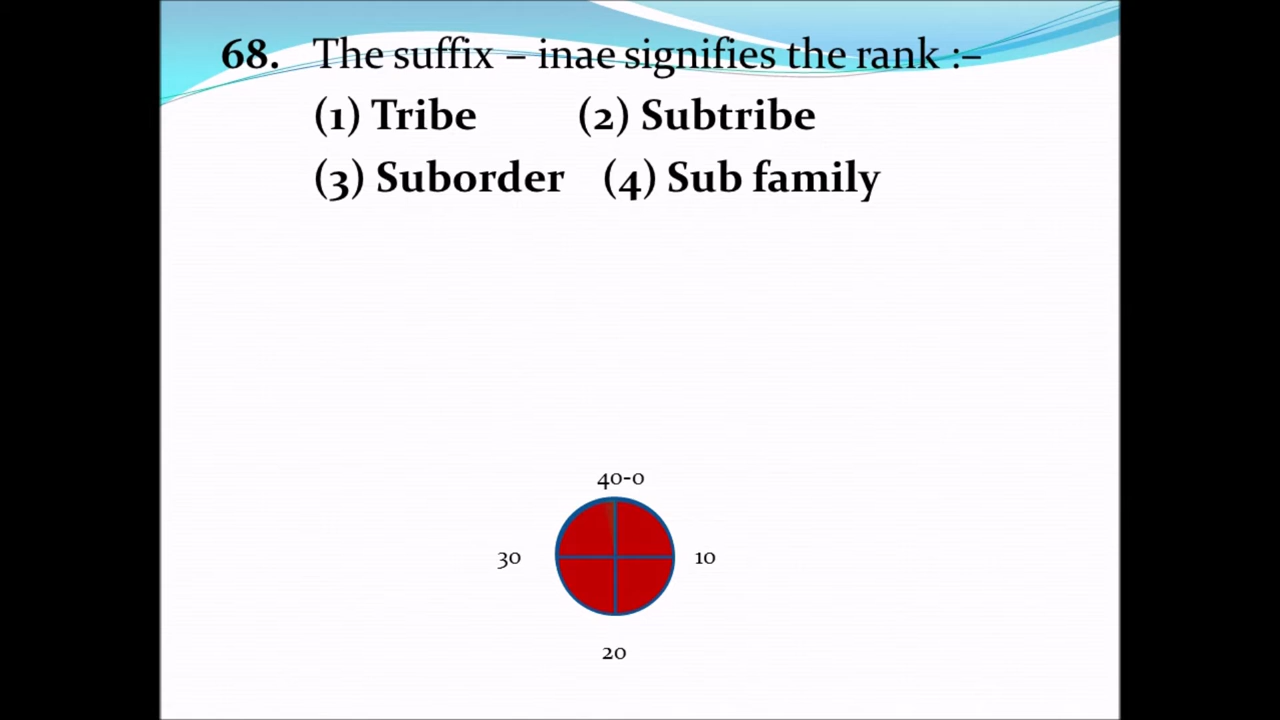 68. The suffix – inae signifies the rank :–
(1) Tribe (2) Subtribe
(3) Suborder (4) Sub family
40-0
30 10
20